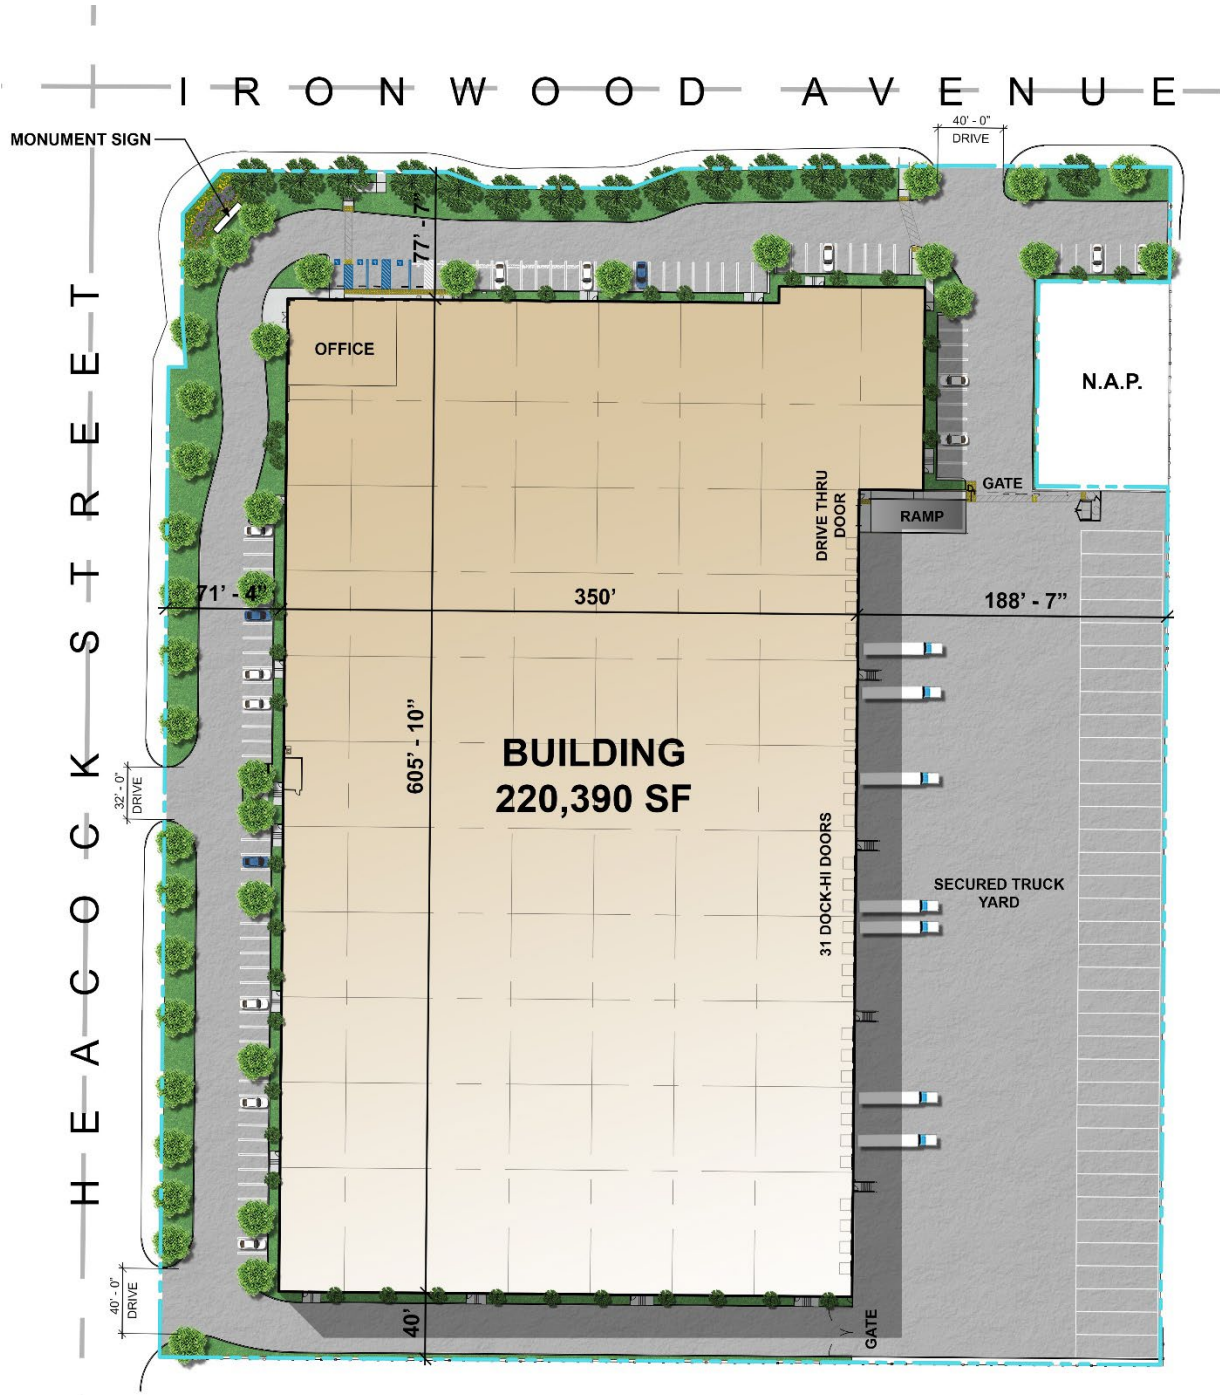 IRONWOOD AVENUE
MONUMENT SIGN
40' - 0"
DRIVE
77' - 7"
HEACOCK STREET
OFFICE
N.A.P.
GATE
DRIVE THRU
DOOR
RAMP
71' - 4"
350'
188' - 7"
605' - 10"
BUILDING
220,390 SF
32' - 0"
DRIVE
31 DOCK-HI DOORS
SECURED TRUCK
YARD
40' - 0"
DRIVE
40'
GATE